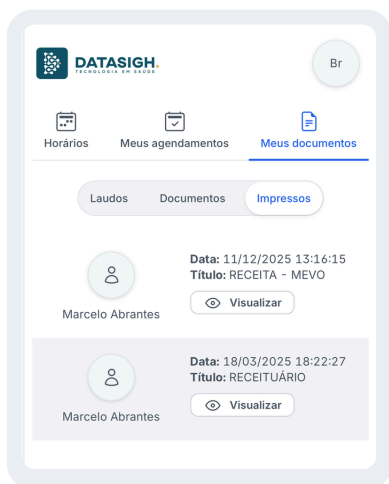 DATASIGH.
TECNOLOGIA EM SAÚDE
Br
Horários
Meus agendamentos
Meus documentos
Laudos
Documentos
Impressos
Data: 11/12/2025 13:16:15
Título: RECEITA - MEVO
Visualizar
Marcelo Abrantes
Data: 18/03/2025 18:22:27
Título: RECEITUÁRIO
Visualizar
Marcelo Abrantes